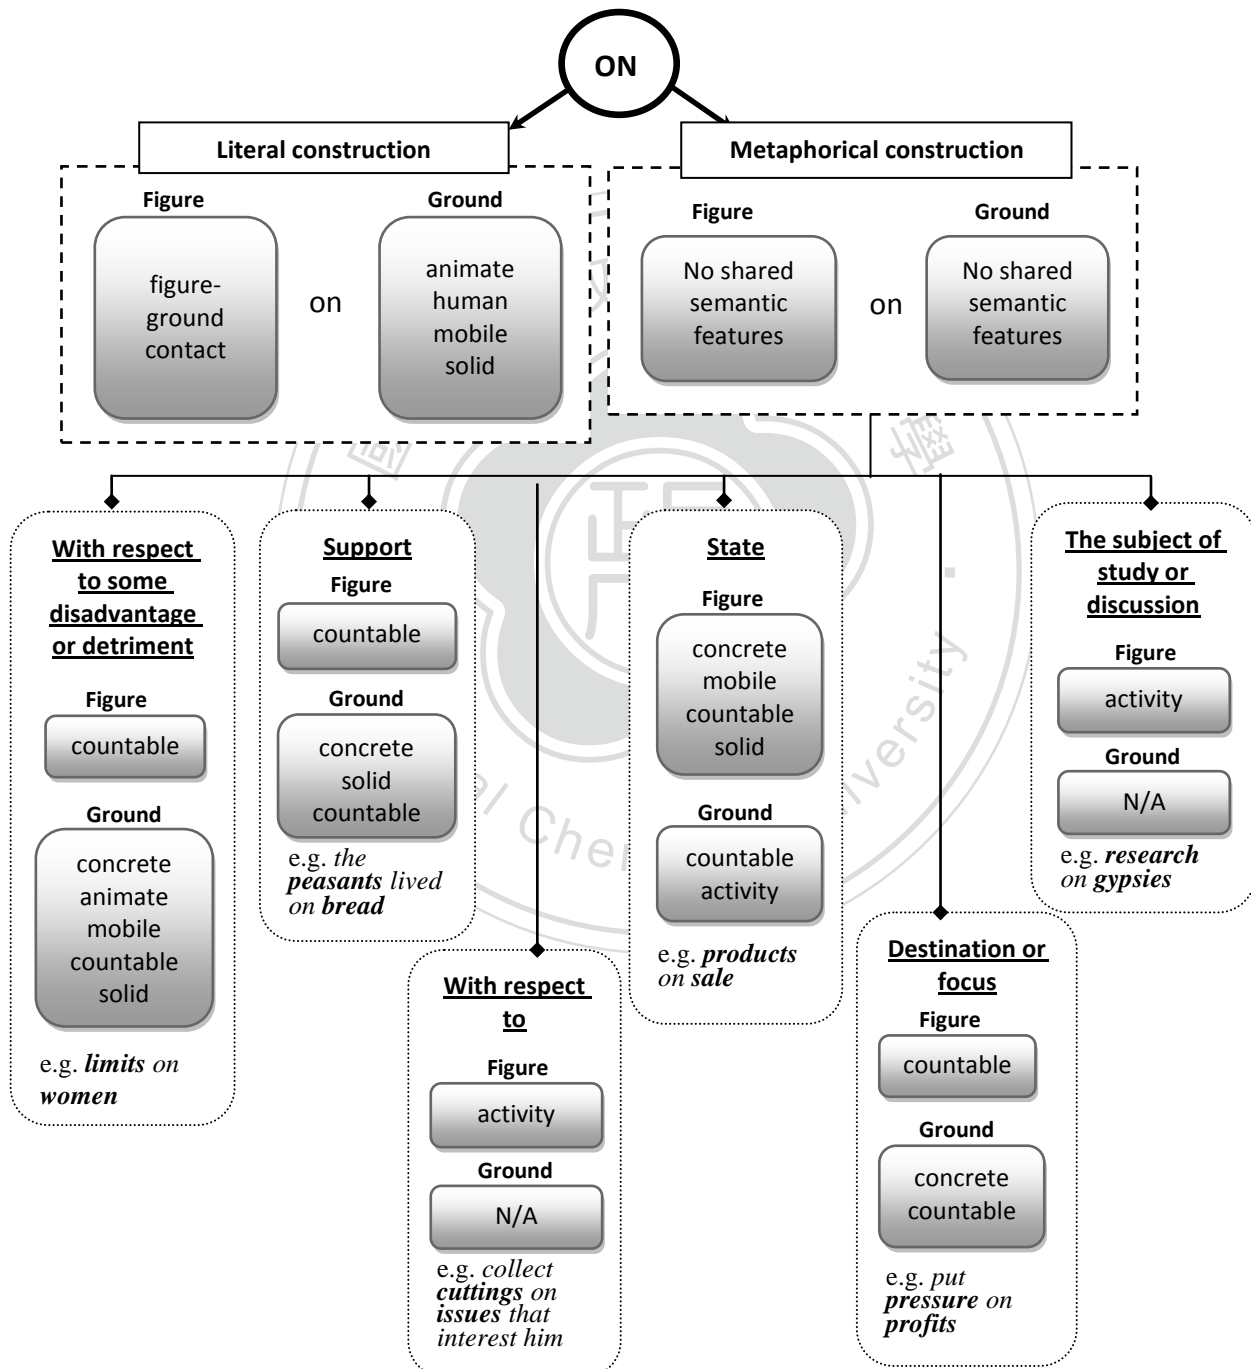 ON
Literal construction
Metaphorical construction
Figure
Ground
figure-
ground
contact
on
animate
human
mobile
solid
Figure
Ground
No shared
semantic
features
on
No shared
semantic
features
With respect
to some
disadvantage
or detriment
Figure
countable
Ground
concrete
animate
mobile
countable
solid
e.g. limits on
women
Support
Figure
countable
Ground
concrete
solid
countable
e.g. the
peasants lived
on bread
With respect
to
Figure
activity
Ground
N/A
e.g. collect
cuttings on
issues that
interest him
State
Figure
concrete
mobile
countable
solid
Ground
countable
activity
e.g. products
on sale
Destination or
focus
Figure
countable
Ground
concrete
countable
e.g. put
pressure on
profits
The subject of
study or
discussion
Figure
activity
Ground
N/A
e.g. research
on gypsies